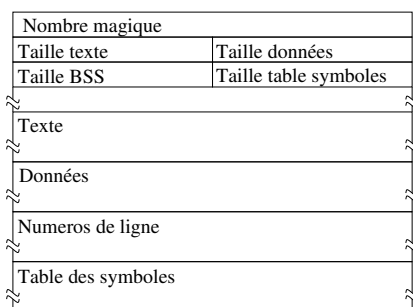 Nombre magique
Taille texte Taille données
Taille BSS Taille table symboles
Texte
Données
Numeros de ligne
Table des symboles